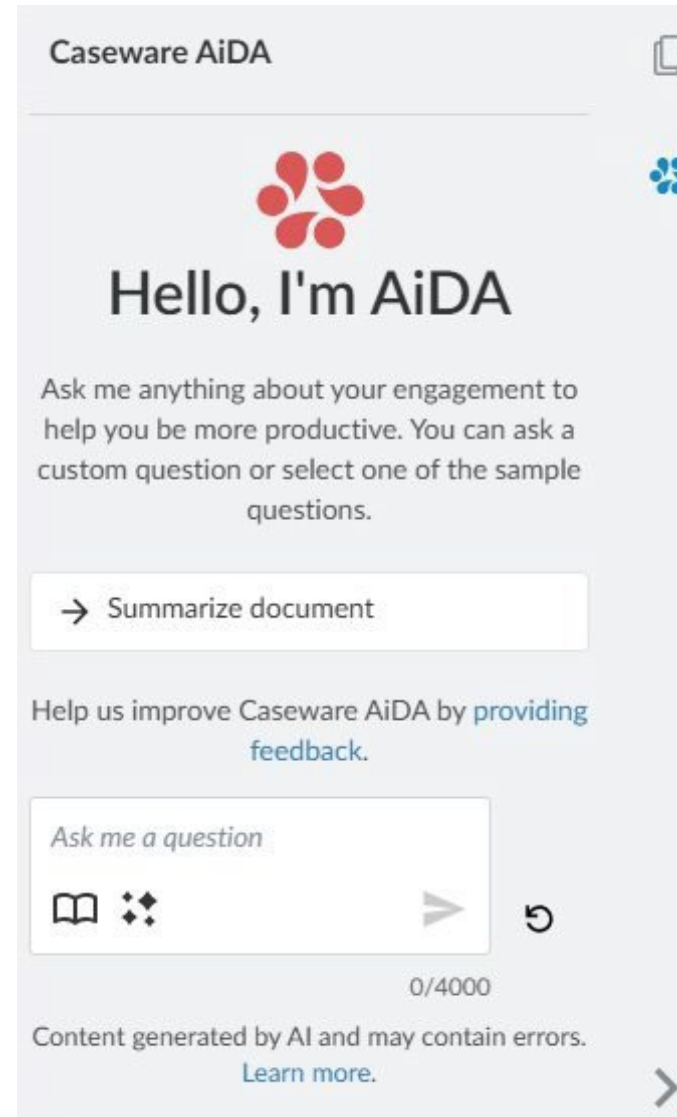 Caseware AiDA
Hello, I'm AiDA
Ask me anything about your engagement to
help you be more productive. You can ask a
custom question or select one of the sample
questions.
Summarize document
Help us improve Caseware AiDA by providing
feedback.
Ask me a question
0/4000
Content generated by AI and may contain errors.
Learn more.